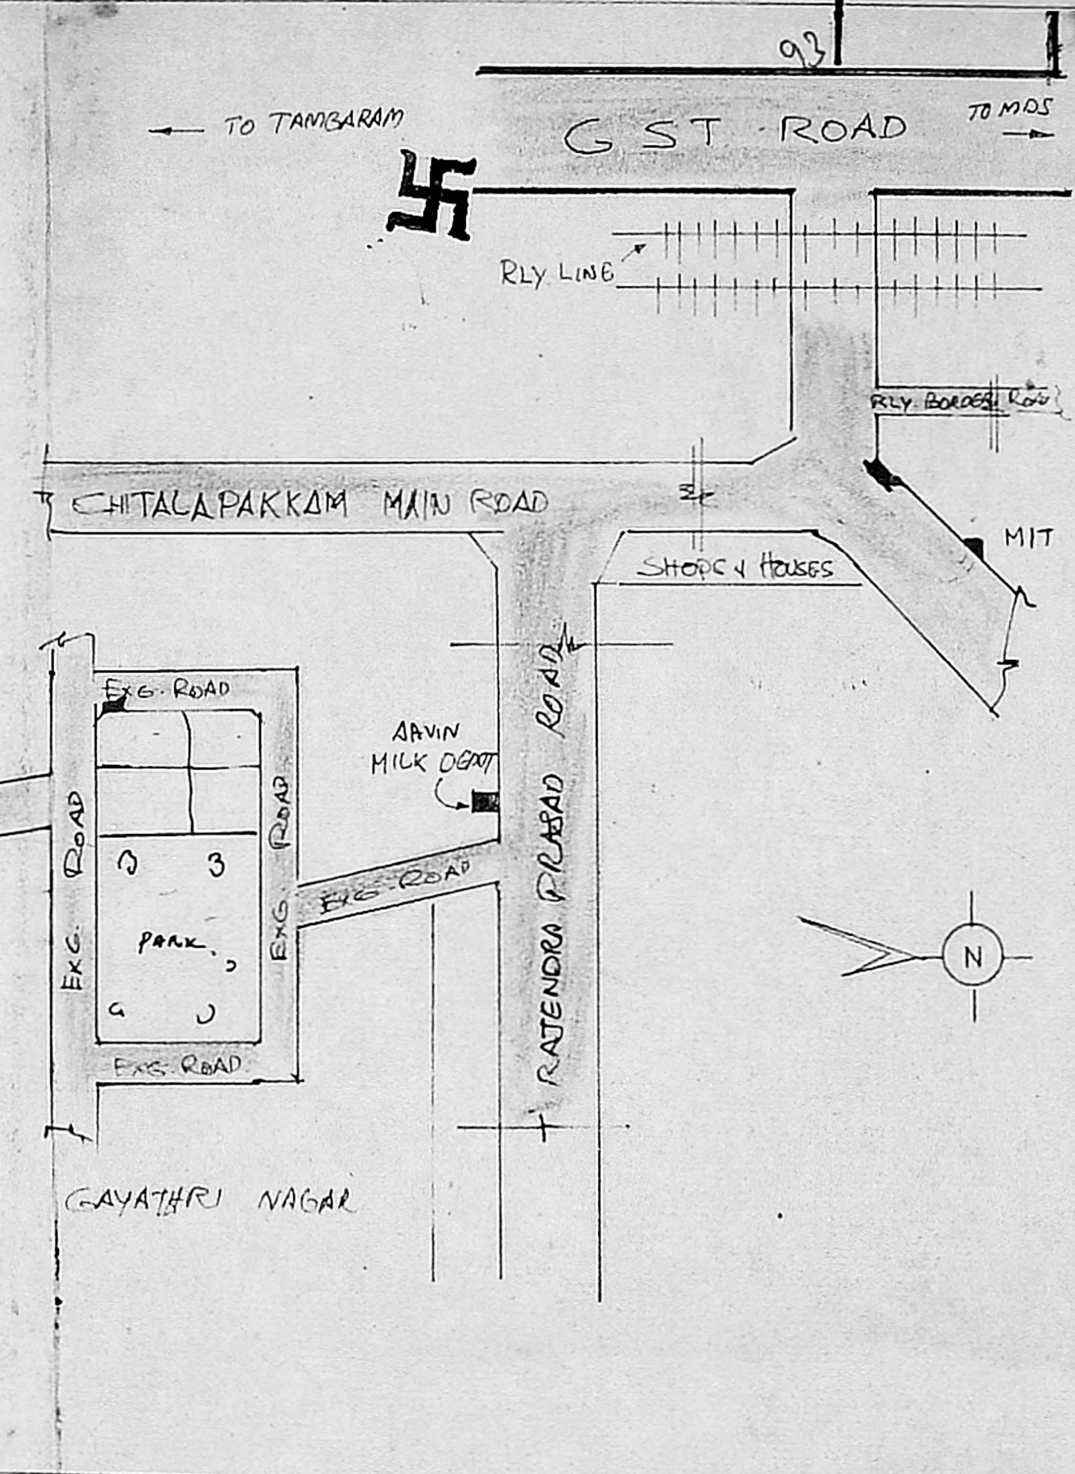 93
TO MDS
G S T ROAD
TO TAMBARAM
RLY LINE
RLY BORDER ROAD
CHITALAPAKKAM MAIN ROAD
MIT
SHOPS & HOUSES
EXG. ROAD
AAVIN
MILK DEPOT
RAJENDRA PRASAD ROAD
EXG. ROAD
EXG. ROAD
EXG. ROAD
PARK
N
EXG. ROAD
GAYATHRI NAGAR